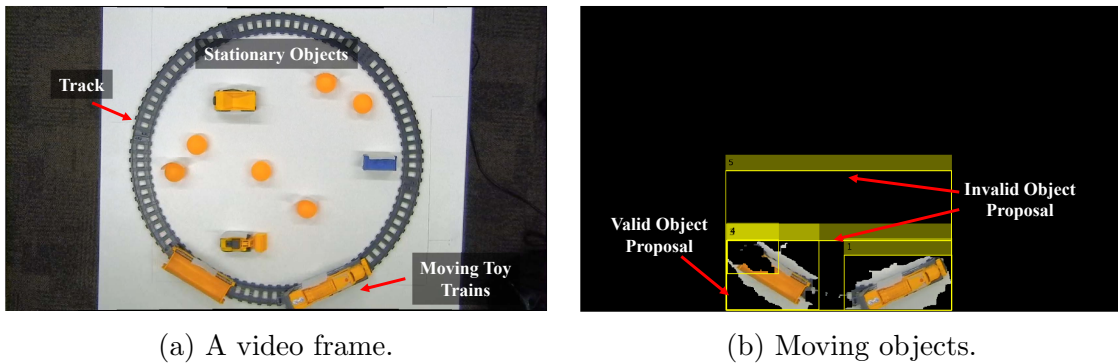 Stationary Objects
Track
Moving Toy
Trains
5
4
1
Invalid Object
Proposal
Valid Object
Proposal
(a) A video frame.
(b) Moving objects.